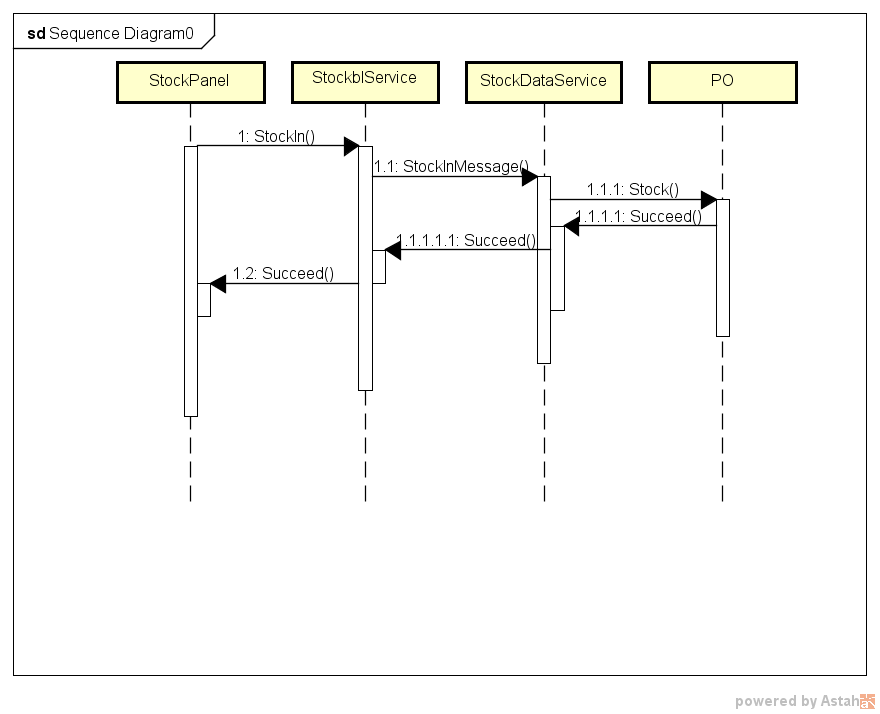 sd Sequence Diagram0
StockPanel
StockblService
StockDataService
PO
1: StockIn()
1.1: StockInMessage()
1.1.1: Stock()
1.1.1.1: Succeed()
1.1.1.1.1: Succeed()
1.2: Succeed()
powered by Astah